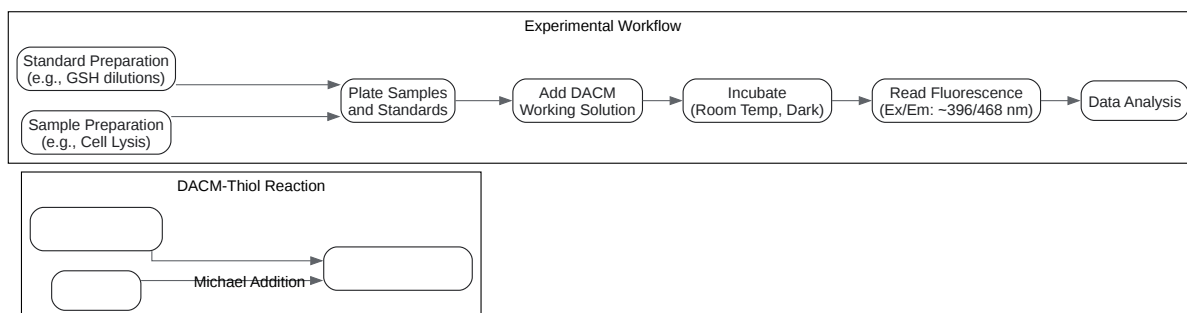 Experimental Workflow
Standard Preparation
(e.g., GSH dilutions)
Sample Preparation
(e.g., Cell Lysis)
Plate Samples
and Standards
Add DACM
Working Solution
Incubate
(Room Temp, Dark)
Read Fluorescence
(Ex/Em: ~396/468 nm)
Data Analysis
DACM-Thiol Reaction
Michael Addition